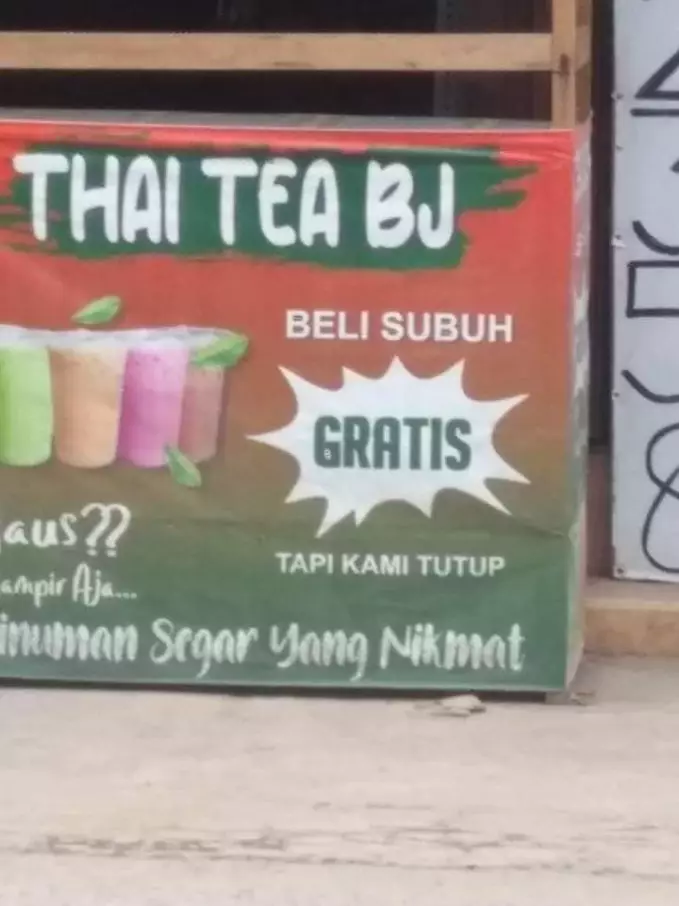 THAI TEA BJ
BELI SUBUH
GRATIS
TAPI KAMI TUTUP
aus??
ampir Aja...
inuman Segar Yang Nikmat